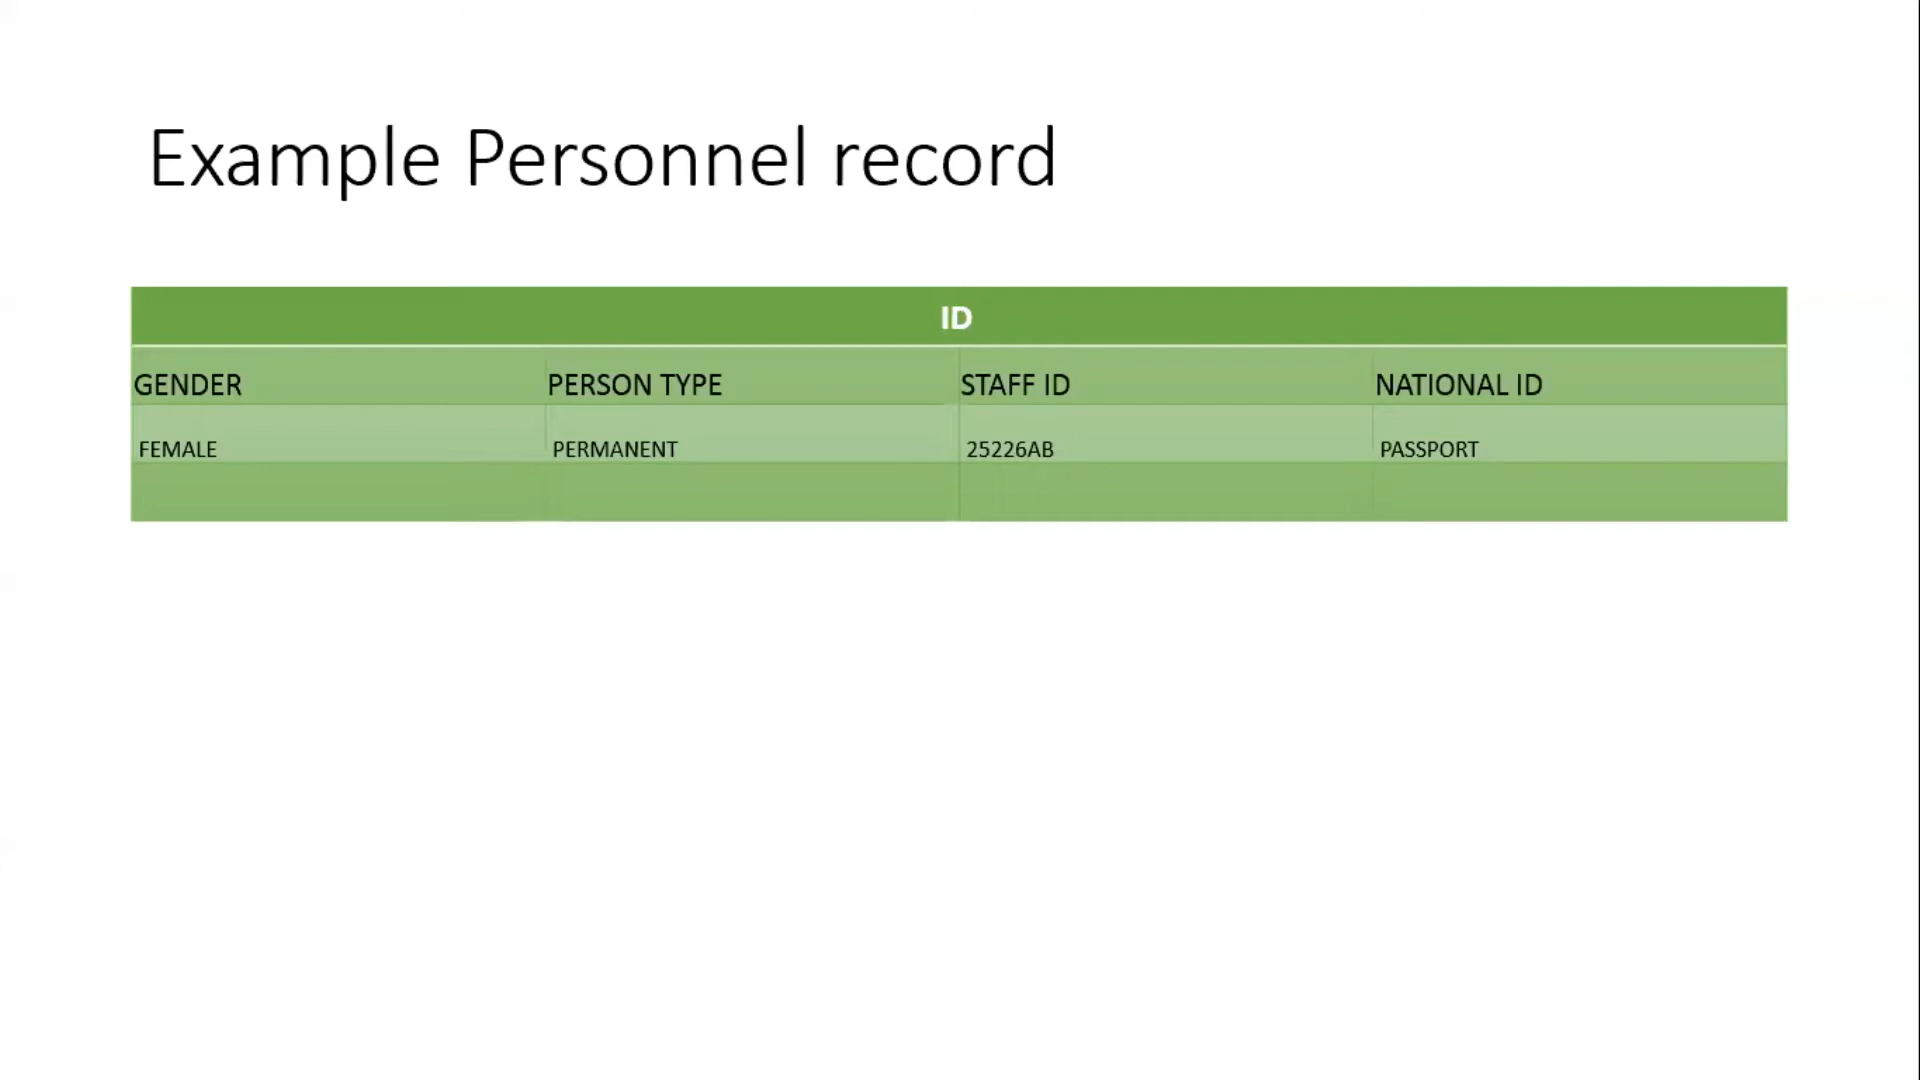 Example Personnel record
ID
GENDER PERSON TYPE STAFF ID NATIONAL ID
FEMALE PERMANENT 25226AB PASSPORT